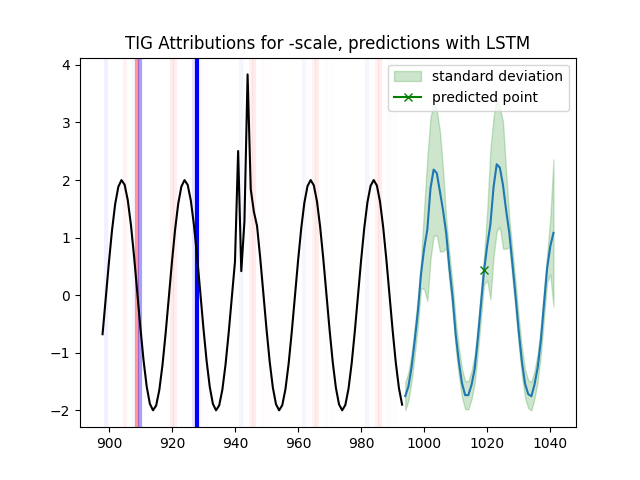 TIG Attributions for -scale, predictions with LSTM
standard deviation
predicted point
4
3
2
1
0
−1
−2
900 920 940 960 980 1000 1020 1040